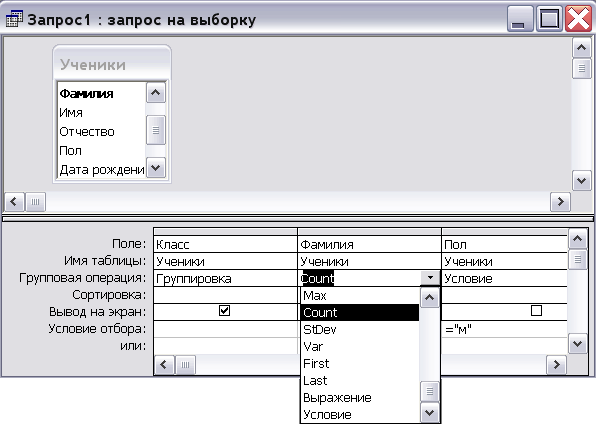 Запрос1 : запрос на выборку
Ученики
Фамилия
Имя
Отчество
Пол
Дата рождени
Поле: Класс Фамилия Пол
Имя таблицы: Ученики Ученики Ученики
Групповая операция: Группировка Count Условие
Сортировка: Max
Вывод на экран: Count
Условие отбора: StDev ="м"
или: Var
First
Last
Выражение
Условие